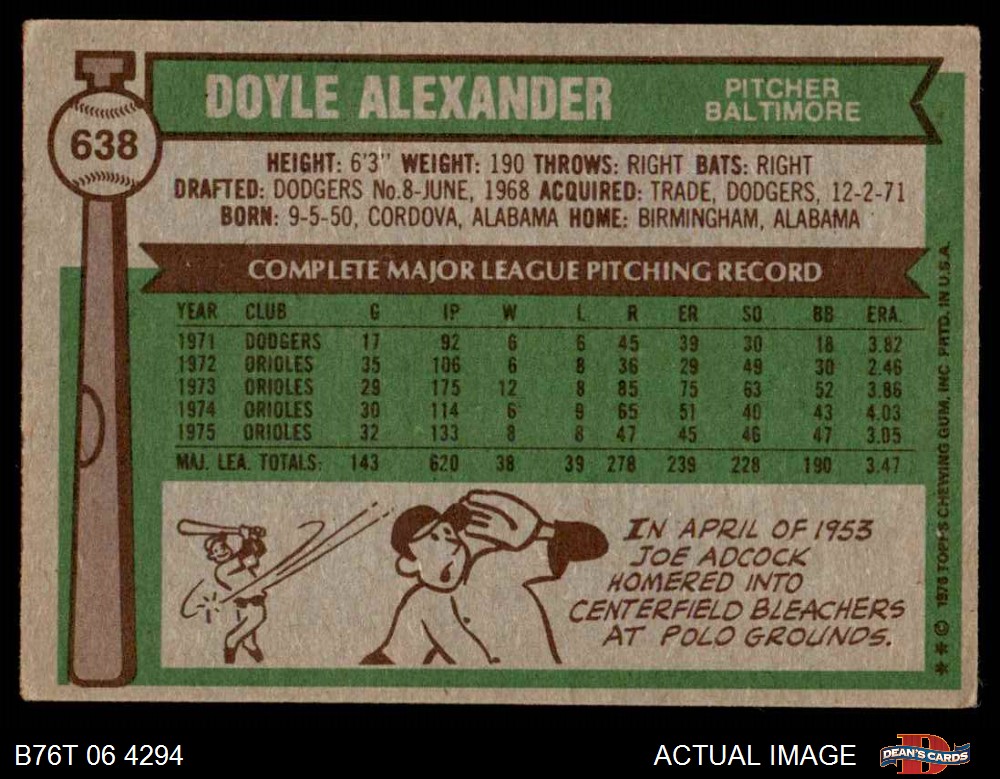 638
DOYLE ALEXANDER
PITCHER
BALTIMORE
HEIGHT: 6'3" WEIGHT: 190 THROWS: RIGHT BATS: RIGHT
DRAFTED: DODGERS No.8-JUNE, 1968 ACQUIRED: TRADE, DODGERS, 12-2-71
BORN: 9-5-50, CORDOVA, ALABAMA HOME: BIRMINGHAM, ALABAMA
COMPLETE MAJOR LEAGUE PITCHING RECORD
YEAR CLUB G IP W L R ER SO BB ERA.
1971 DODGERS 17 92 6 6 45 39 30 18 3.82
1972 ORIOLES 35 106 6 8 36 29 49 30 2.46
1973 ORIOLES 29 175 12 8 85 75 63 52 3.86
1974 ORIOLES 30 114 6 9 65 51 40 43 4.03
1975 ORIOLES 32 133 8 8 47 45 46 47 3.05
MAJ. LEA. TOTALS: 143 620 38 39 278 239 228 190 3.47
IN APRIL OF 1953
JOE ADCOCK
HOMERED INTO
CENTERFIELD BLEACHERS
AT POLO GROUNDS.
** © 1976 TOPPS CHEWING GUM, INC. PRTD. IN U.S.A.
B76T 06 4294
ACTUAL IMAGE
D
DEAN'S CARDS